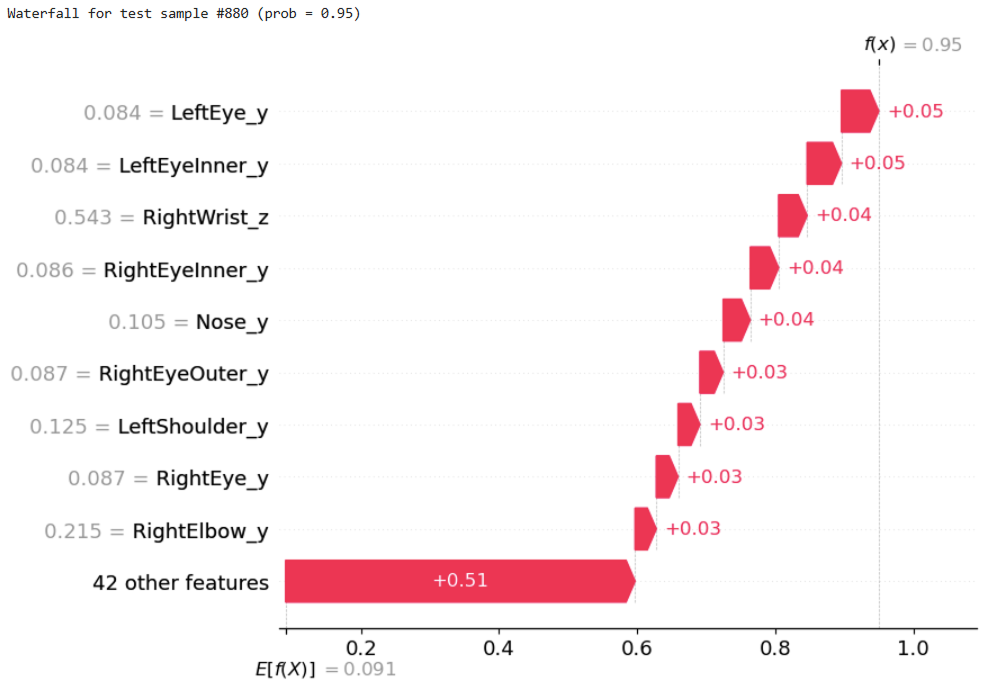 Waterfall for test sample #880 (prob = 0.95)
f(x) = 0.95
0.084 = LeftEye_y +0.05
0.084 = LeftEyeInner_y +0.05
0.543 = RightWrist_z +0.04
0.086 = RightEyeInner_y +0.04
0.105 = Nose_y +0.04
0.087 = RightEyeOuter_y +0.03
0.125 = LeftShoulder_y +0.03
0.087 = RightEye_y +0.03
0.215 = RightElbow_y +0.03
42 other features +0.51
0.2 0.4 0.6 0.8 1.0
E[f(X)] = 0.091